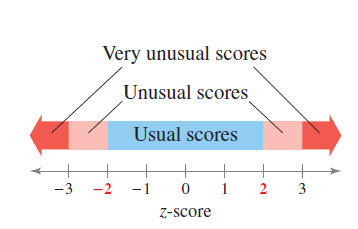 Very unusual scores
Unusual scores
Usual scores
−3 −2 −1 0 1 2 3
z-score